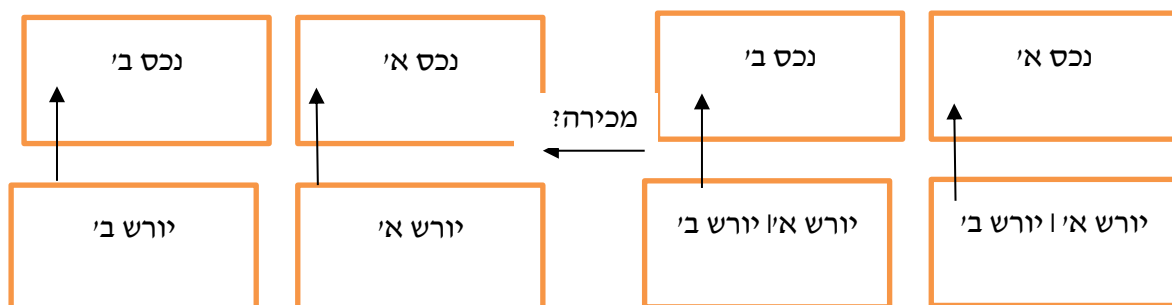 נכס א׳
נכס ב׳
מכירה?
נכס א׳
נכס ב׳
יורש א׳ | יורש ב׳
יורש א׳| יורש ב׳
יורש א׳
יורש ב׳